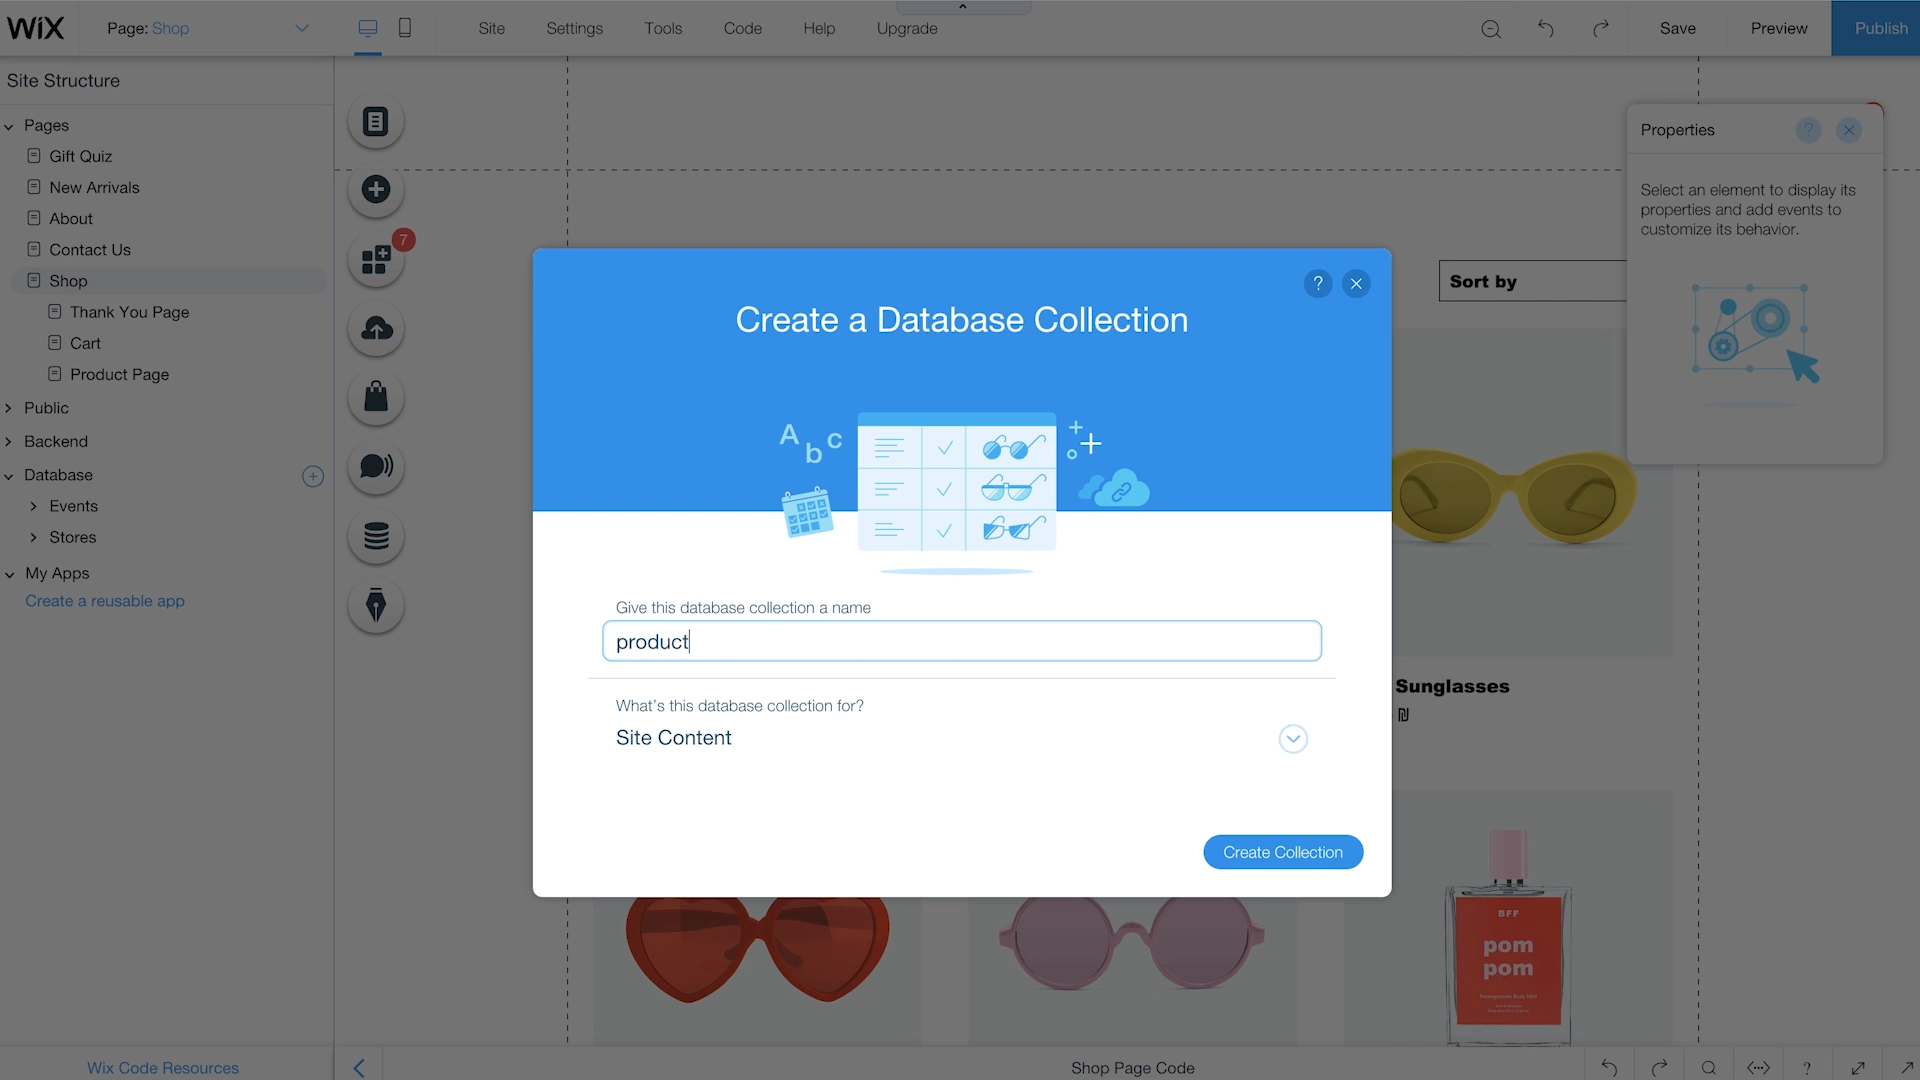 WiX
Page: Shop
Site
Settings
Tools
Code
Help
Upgrade
Save
Preview
Publish
Site Structure
Pages
Gift Quiz
New Arrivals
About
Contact Us
Shop
Thank You Page
Cart
Product Page
Public
Backend
Database
Events
Stores
My Apps
Create a reusable app
7
Properties
?
Select an element to display its
properties and add events to
customize its behavior.
Sort by
?
Create a Database Collection
A b c
Give this database collection a name
product
What's this database collection for?
Site Content
Create Collection
Sunglasses
₪
BFF
pom
pom
Wix Code Resources
Shop Page Code
?